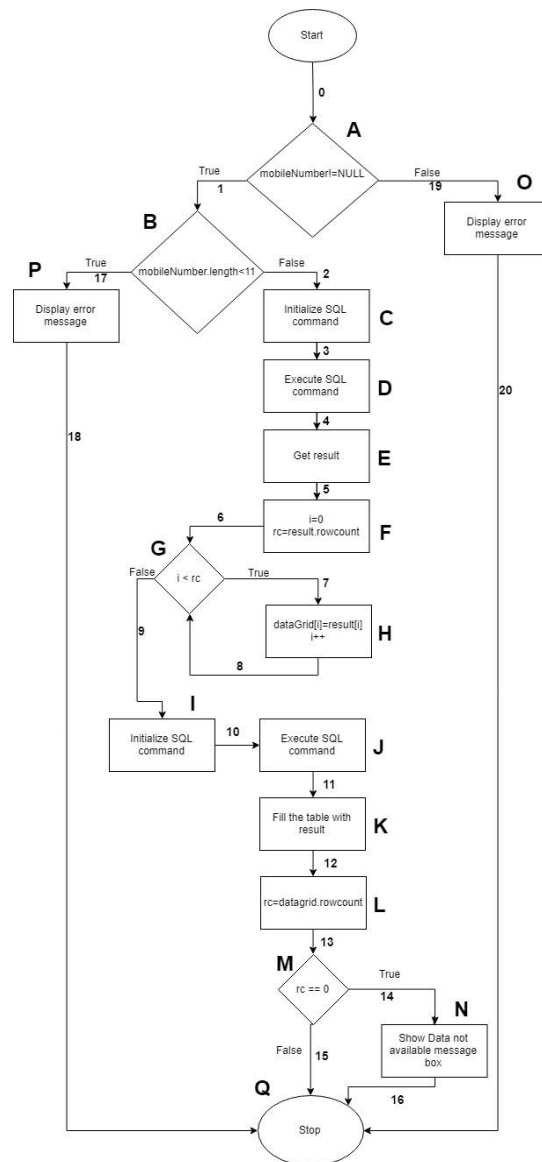 Start
0
A
mobileNumber!=NULL
True
1
False
19
O
Display error
message
B
mobileNumber.length<11
True
17
P
Display error
message
False
2
Initialize SQL
command
C
3
Execute SQL
command
D
4
20
18
Get result
E
5
i=0
rc=result.rowcount
F
6
G
i < rc
False
True
7
9
dataGrid[i]=result[i]
i++
H
8
I
Initialize SQL
command
10
Execute SQL
command
J
11
Fill the table with
result
K
12
rc=datagrid.rowcount
L
13
M
rc == 0
True
14
N
Show Data not
available message
box
False
15
16
Q
Stop